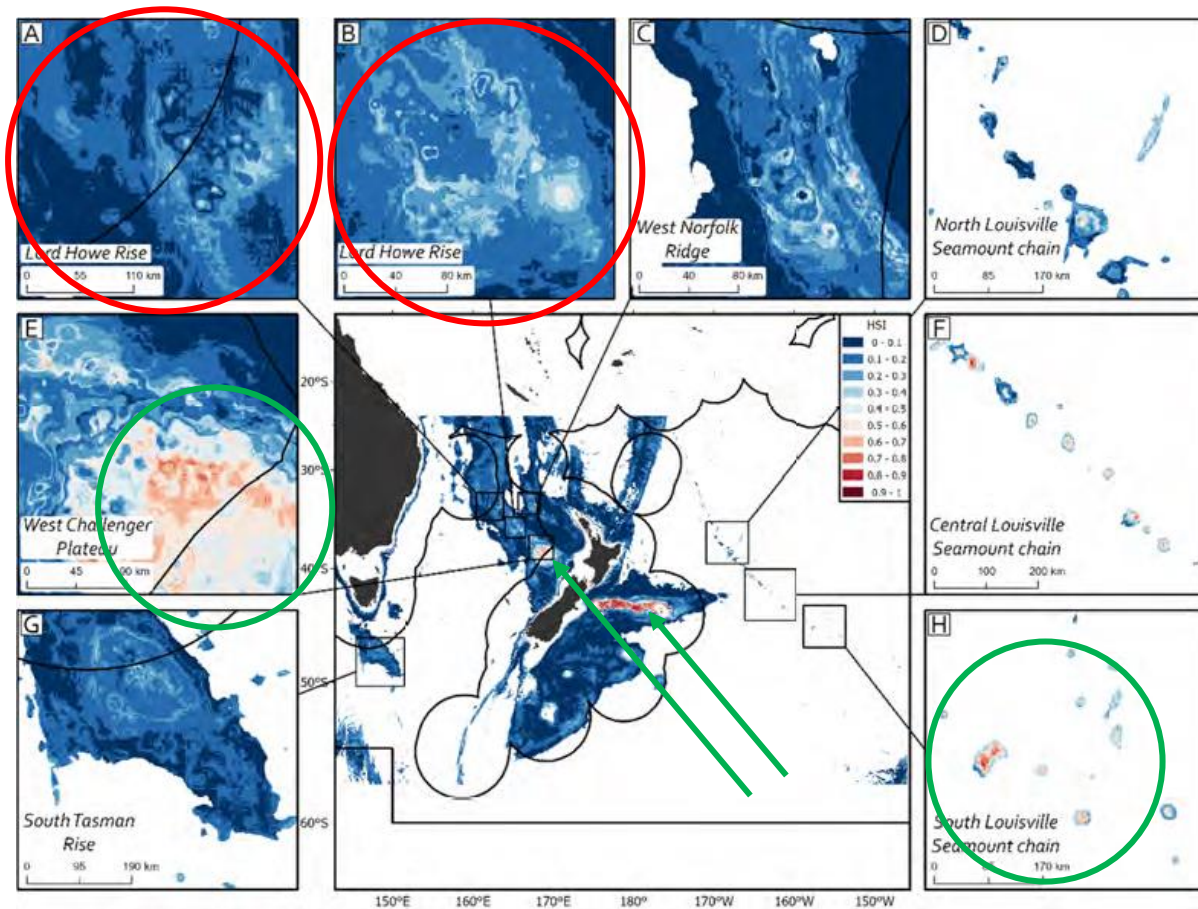 A
Lord Howe Rise
0 55 110 km
B
Lord Howe Rise
0 40 80 km
C
West Norfolk
Ridge
0 40 80 km
D
North Louisville
Seamount chain
0 85 170 km
E
West Challenger
Plateau
0 45 90 km
HSI
0 - 0.1
0.1 - 0.2
0.2 - 0.3
0.3 - 0.4
0.4 - 0.5
0.5 - 0.6
0.6 - 0.7
0.7 - 0.8
0.8 - 0.9
0.9 - 1
20°S
30°S
40°S
50°S
60°S
150°E
160°E
170°E
180°
170°W
160°W
150°W
F
Central Louisville
Seamount chain
0 100 200 km
G
South Tasman
Rise
0 95 190 km
H
South Louisville
Seamount chain
0 85 170 km